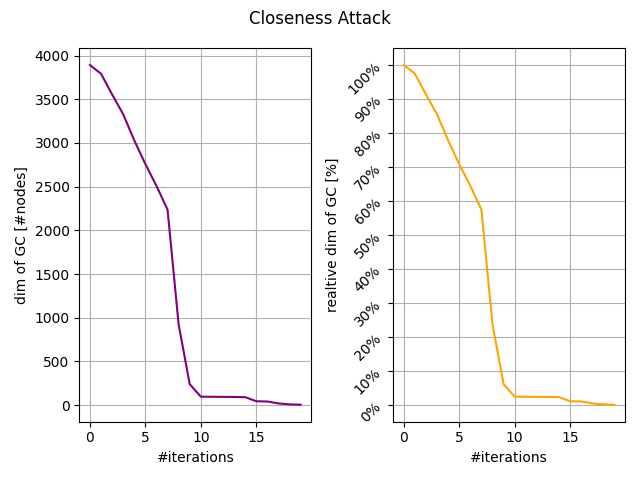 Closeness Attack
dim of GC [#nodes]
4000
3500
3000
2500
2000
1500
1000
500
0
0 5 10 15
#iterations
realtive dim of GC [%]
100%
90%
80%
70%
60%
50%
40%
30%
20%
10%
0%
0 5 10 15
#iterations